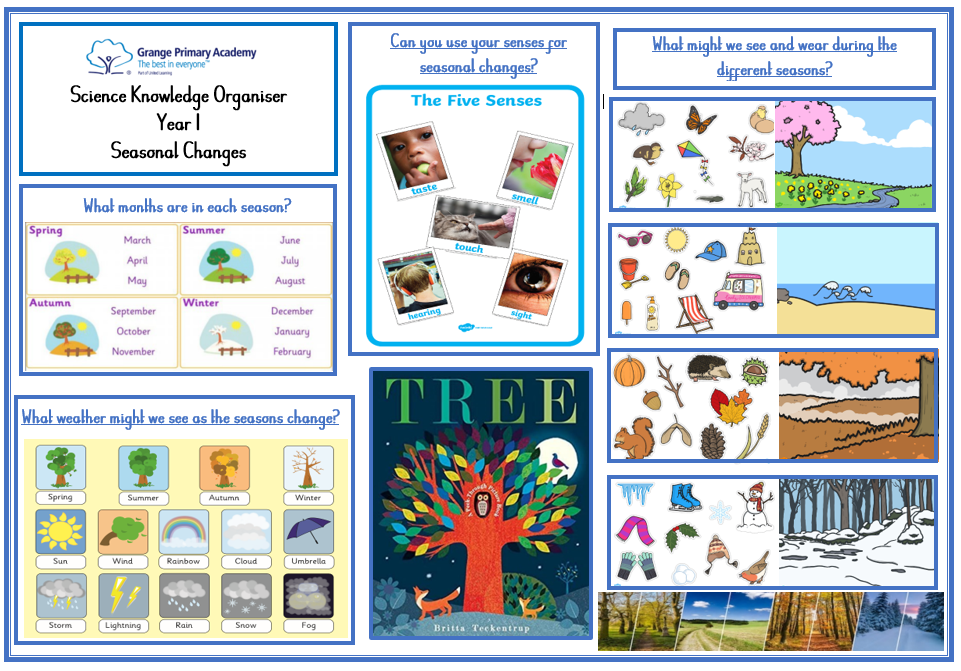 Grange Primary Academy
The best in everyone™
Part of United Learning
Science Knowledge Organiser
Year 1
Seasonal Changes
What months are in each season?
Spring
March
April
May
Summer
June
July
August
Autumn
September
October
November
Winter
December
January
February
What weather might we see as the seasons change?
Spring
Summer
Autumn
Winter
Sun
Wind
Rainbow
Cloud
Umbrella
Storm
Lightning
Rain
Snow
Fog
Can you use your senses for
seasonal changes?
The Five Senses
taste
smell
touch
hearing
sight
TREE
A Peek Through Picture Book
Britta Teckentrup
What might we see and wear during the
different seasons?